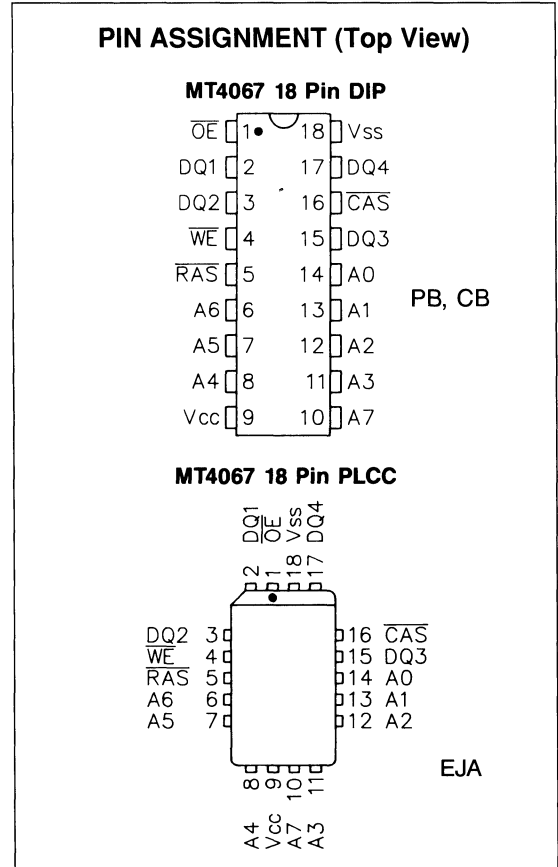 PIN ASSIGNMENT (Top View)
MT4067 18 Pin DIP
OE 1 18 Vss
DQ1 2 17 DQ4
DQ2 3 16 CAS
WE 4 15 DQ3
RAS 5 14 A0
A6 6 13 A1
PB, CB
A5 7 12 A2
A4 8 11 A3
Vcc 9 10 A7
MT4067 18 Pin PLCC
DQ1 OE Vss DQ4
2 1 18 17
DQ2 3 16 CAS
WE 4 15 DQ3
RAS 5 14 A0
A6 6 13 A1
A5 7 12 A2
EJA
8 9 10 11
A4 Vcc A7 A3